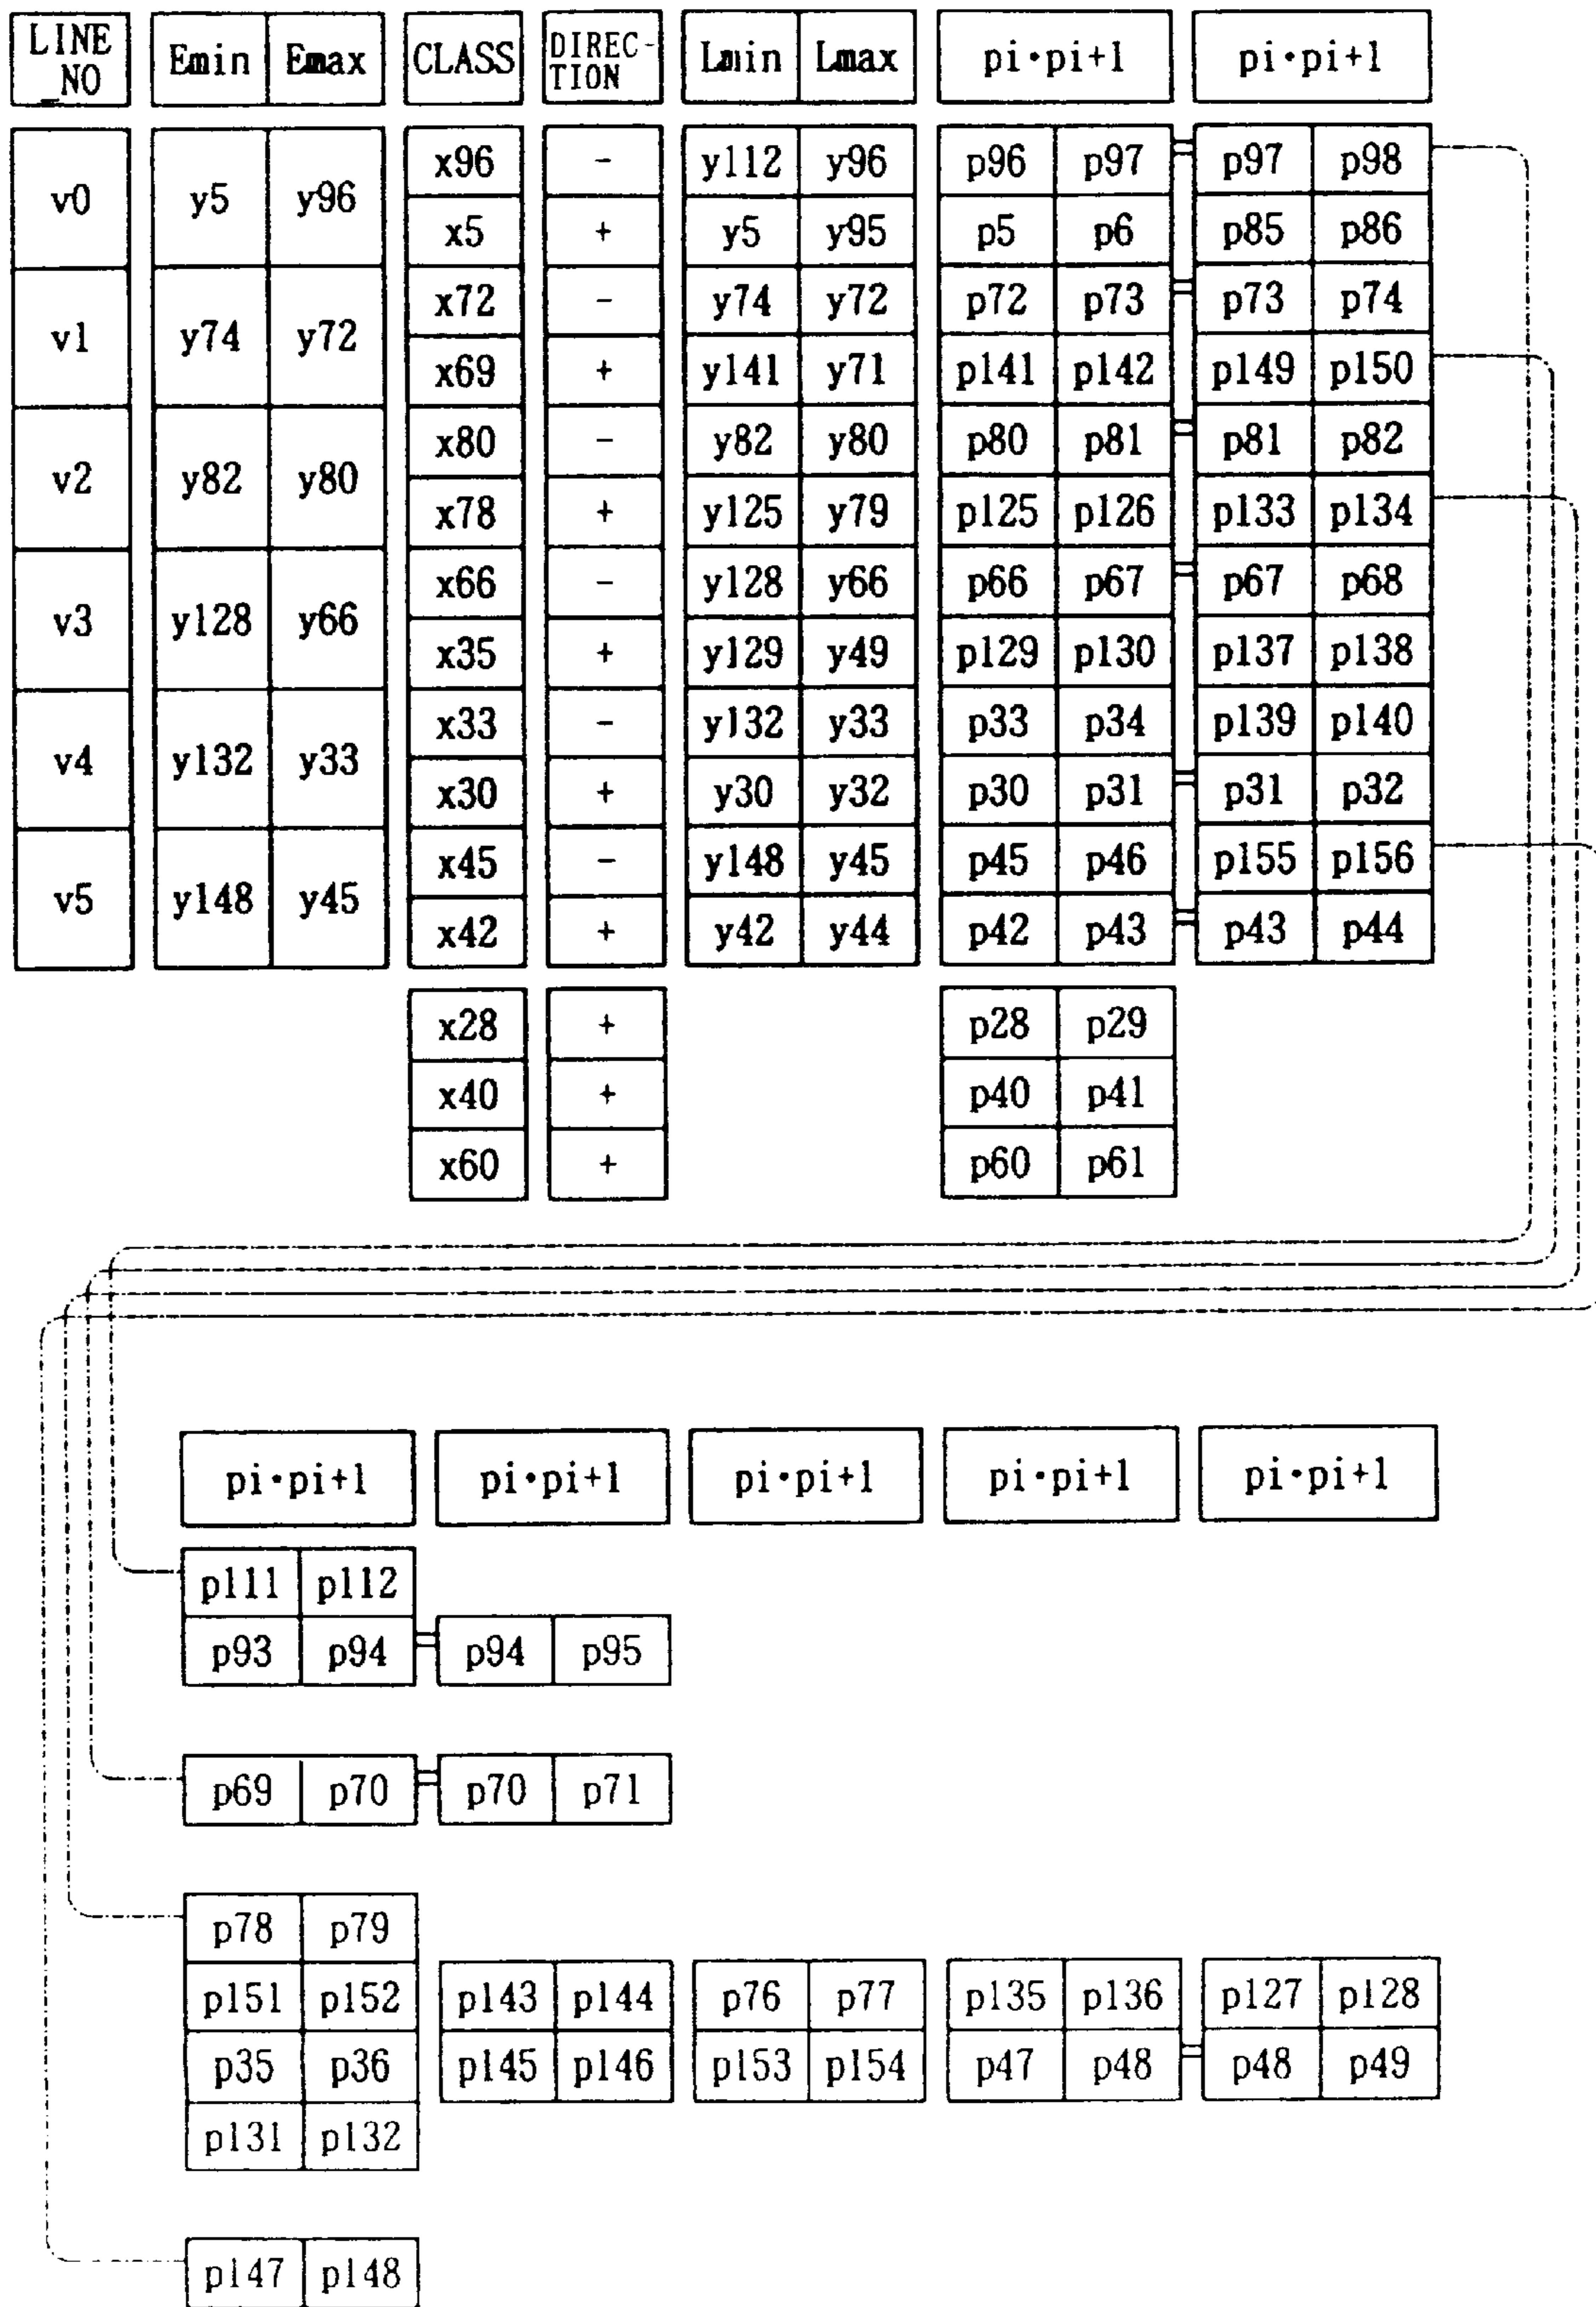 LINE_NO Emin Emax CLASS DIREC-TION Lmin Lmax pi·pi+1 pi·pi+1
v0 y5 y96 x96 - y112 y96 p96 p97 p97 p98
x5 + y5 y95 p5 p6 p85 p86
v1 y74 y72 x72 - y74 y72 p72 p73 p73 p74
x69 + y141 y71 p141 p142 p149 p150
v2 y82 y80 x80 - y82 y80 p80 p81 p81 p82
x78 + y125 y79 p125 p126 p133 p134
v3 y128 y66 x66 - y128 y66 p66 p67 p67 p68
x35 + y129 y49 p129 p130 p137 p138
v4 y132 y33 x33 - y132 y33 p33 p34 p139 p140
x30 + y30 y32 p30 p31 p31 p32
v5 y148 y45 x45 - y148 y45 p45 p46 p155 p156
x42 + y42 y44 p42 p43 p43 p44
x28 + p28 p29
x40 + p40 p41
x60 + p60 p61
pi·pi+1 pi·pi+1 pi·pi+1 pi·pi+1 pi·pi+1
p111 p112
p93 p94 p94 p95
p69 p70 p70 p71
p78 p79
p151 p152 p143 p144 p76 p77 p135 p136 p127 p128
p35 p36 p145 p146 p153 p154 p47 p48 p48 p49
p131 p132
p147 p148